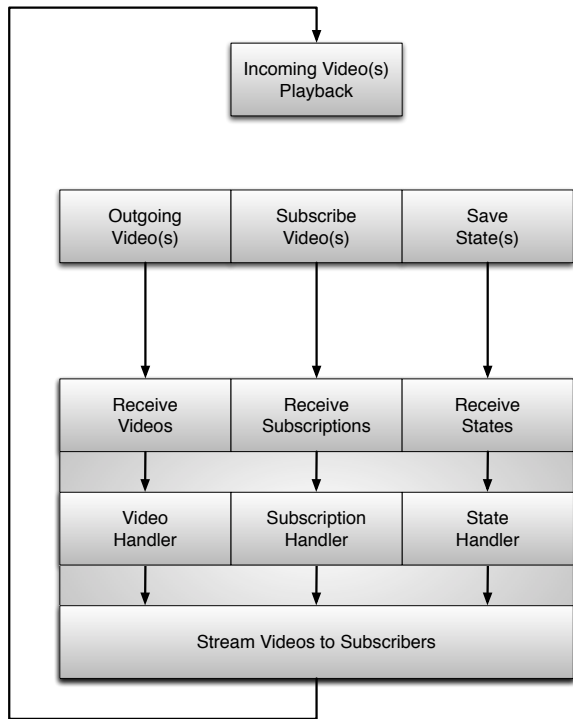 Incoming Video(s)
Playback
Outgoing
Video(s)
Subscribe
Video(s)
Save
State(s)
Receive
Videos
Receive
Subscriptions
Receive
States
Video
Handler
Subscription
Handler
State
Handler
Stream Videos to Subscribers